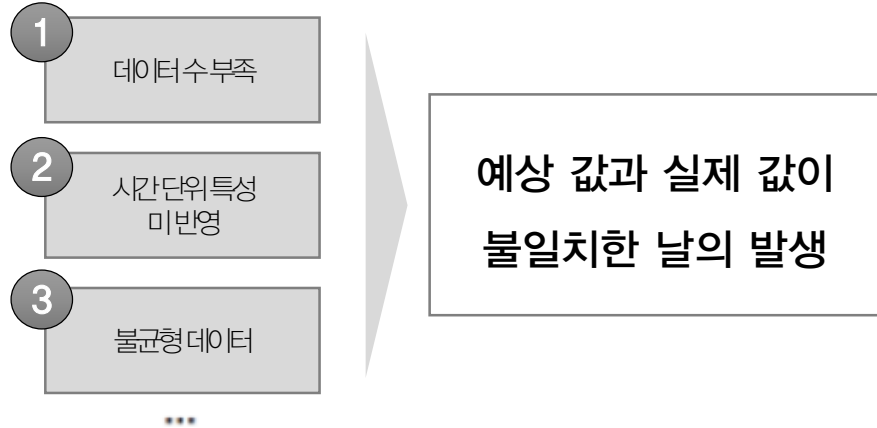 1
데이터 수 부족
2
시간 단위 특성
미 반영
3
불균형 데이터
...
예상 값과 실제 값이
불일치한 날의 발생